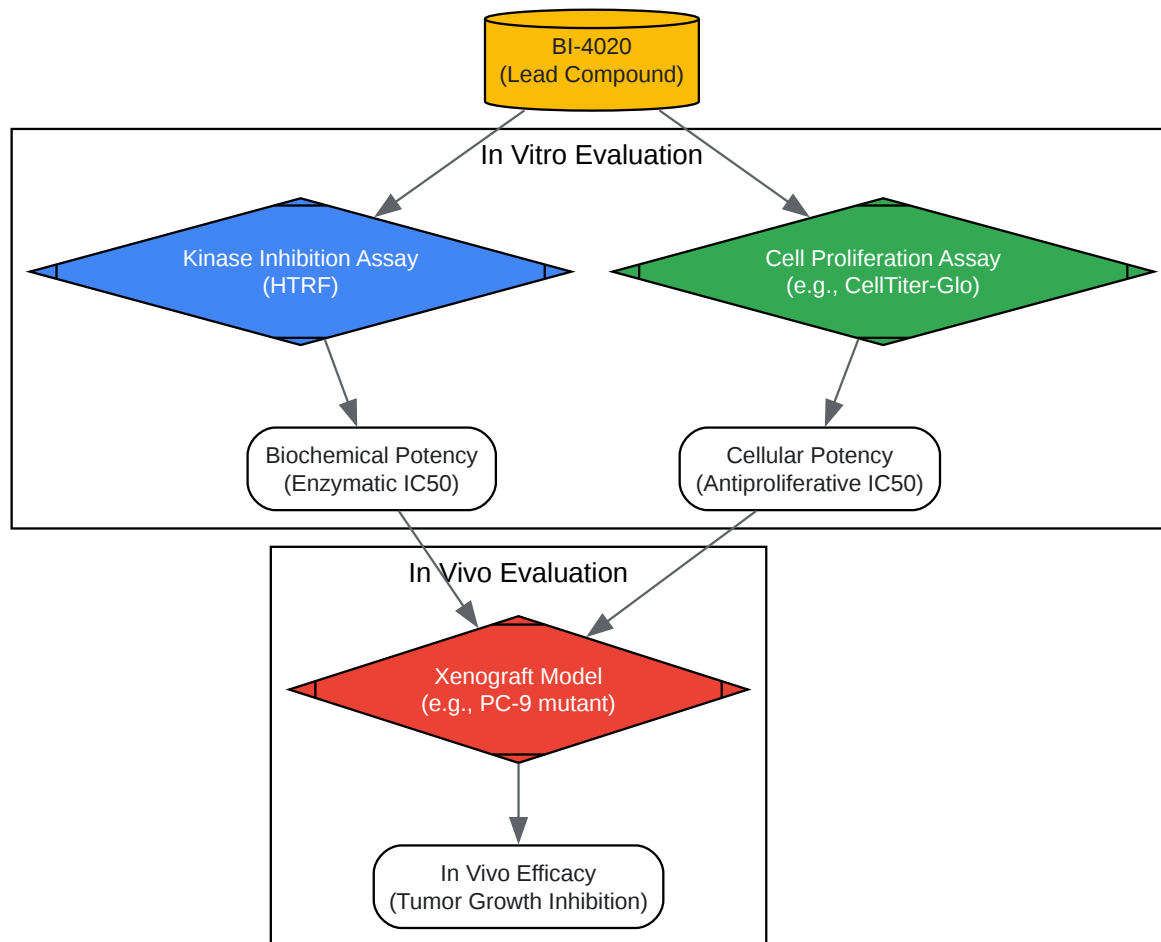 BI-4020
(Lead Compound)
In Vitro Evaluation
Kinase Inhibition Assay
(HTRF)
Cell Proliferation Assay
(e.g., CellTiter-Glo)
Biochemical Potency
(Enzymatic IC50)
Cellular Potency
(Antiproliferative IC50)
In Vivo Evaluation
Xenograft Model
(e.g., PC-9 mutant)
In Vivo Efficacy
(Tumor Growth Inhibition)